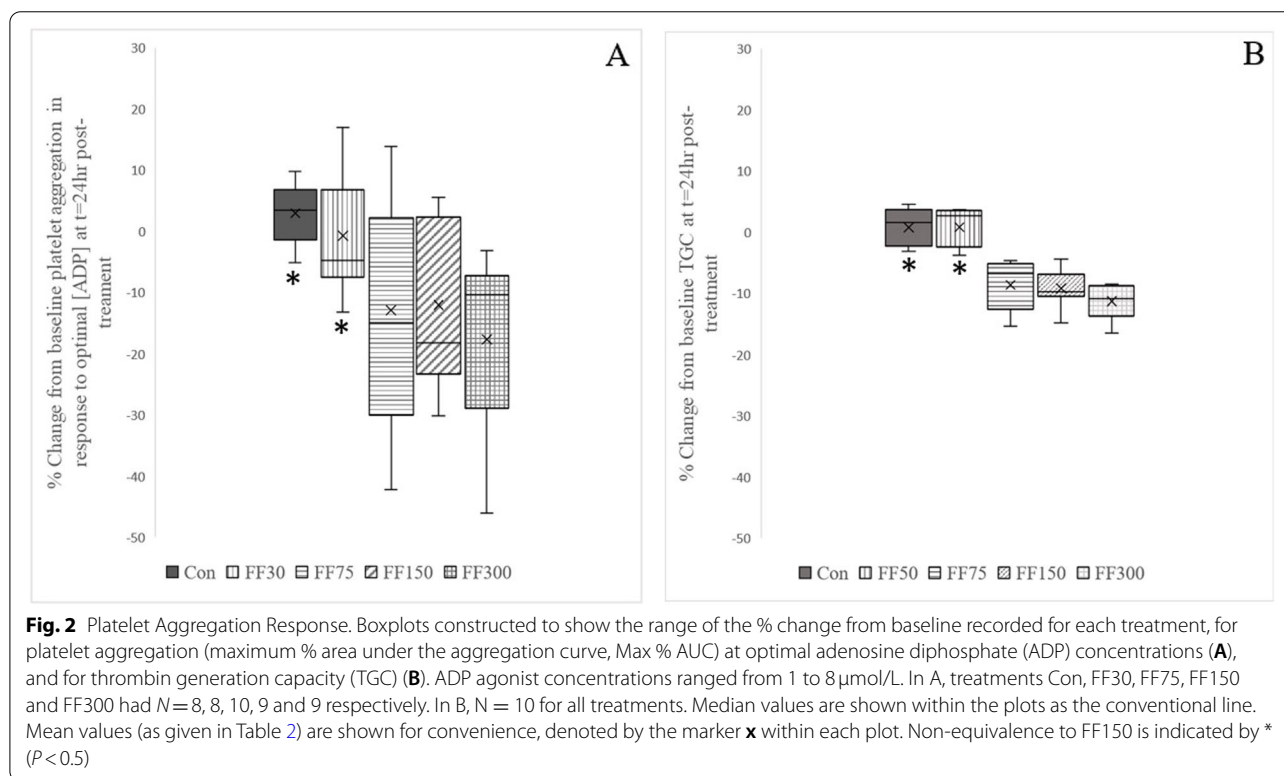 A
% Change from baseline platelet aggregation in
response to optimal [ADP] at t=24hr post-
treament
30
20
10
0
-10
-20
-30
-40
-50
*
*
Con FF30 FF75 FF150 FF300
B
% Change from baseline TGC at t=24hr post-
treatment
30
20
10
0
-10
-20
-30
-40
-50
*
*
Con FF50 FF75 FF150 FF300
Fig. 2 Platelet Aggregation Response. Boxplots constructed to show the range of the % change from baseline recorded for each treatment, for
platelet aggregation (maximum % area under the aggregation curve, Max % AUC) at optimal adenosine diphosphate (ADP) concentrations (A),
and for thrombin generation capacity (TGC) (B). ADP agonist concentrations ranged from 1 to 8 μmol/L. In A, treatments Con, FF30, FF75, FF150
and FF300 had N = 8, 8, 10, 9 and 9 respectively. In B, N = 10 for all treatments. Median values are shown within the plots as the conventional line.
Mean values (as given in Table 2) are shown for convenience, denoted by the marker x within each plot. Non-equivalence to FF150 is indicated by *
(P < 0.5)